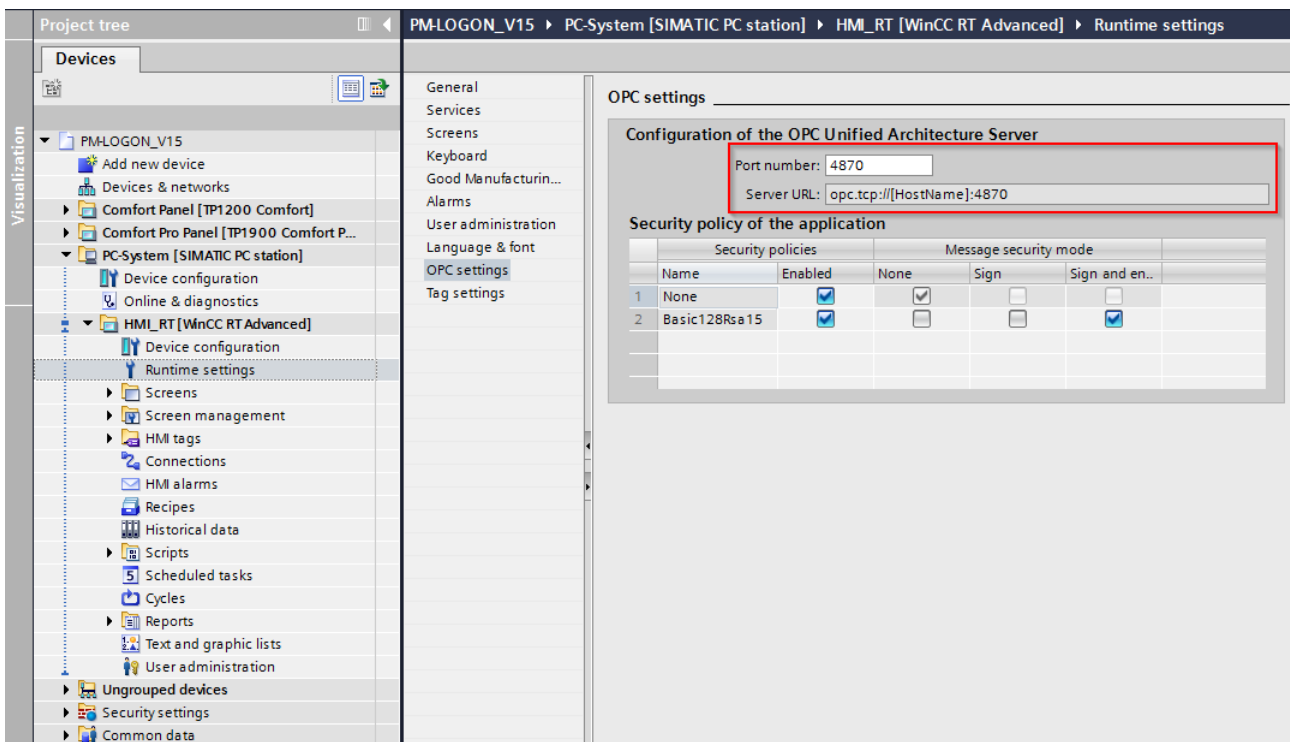 Project tree
PM-LOGON_V15 ▸ PC-System [SIMATIC PC station] ▸ HMI_RT [WinCC RT Advanced] ▸ Runtime settings
Devices
Visualization
PM-LOGON_V15
Add new device
Devices & networks
Comfort Panel [TP1200 Comfort]
Comfort Pro Panel [TP1900 Comfort P...
PC-System [SIMATIC PC station]
Device configuration
Online & diagnostics
HMI_RT [WinCC RT Advanced]
Device configuration
Runtime settings
Screens
Screen management
HMI tags
Connections
HMI alarms
Recipes
Historical data
Scripts
Scheduled tasks
Cycles
Reports
Text and graphic lists
User administration
Ungrouped devices
Security settings
Common data
General
Services
Screens
Keyboard
Good Manufacturin...
Alarms
User administration
Language & font
OPC settings
Tag settings
OPC settings
Configuration of the OPC Unified Architecture Server
Port number: 4870
Server URL: opc.tcp://[HostName]:4870
Security policy of the application
Security policies Message security mode
Name Enabled None Sign Sign and en..
1 None
2 Basic128Rsa15